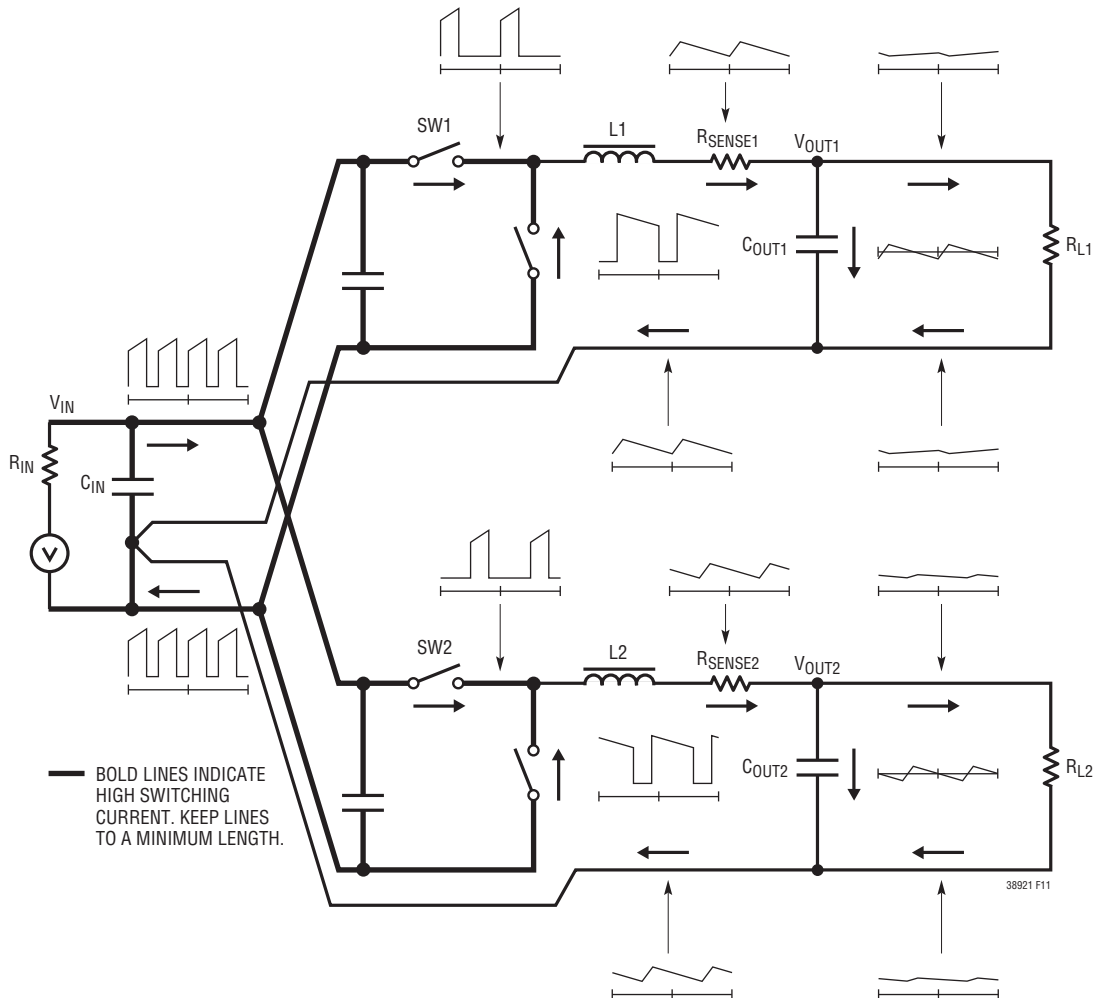 SW1
L1
RSENSE1
VOUT1
COUT1
RL1
VIN
RIN
CIN
V
SW2
L2
RSENSE2
VOUT2
COUT2
RL2
BOLD LINES INDICATE
HIGH SWITCHING
CURRENT. KEEP LINES
TO A MINIMUM LENGTH.
38921 F11